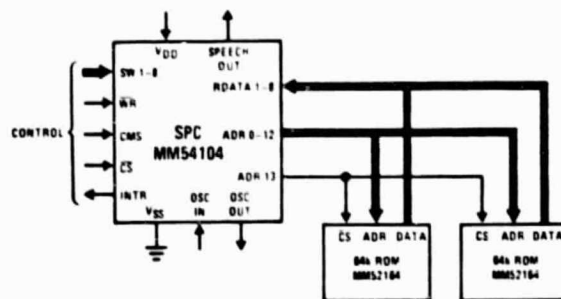 VDD
SPEECH OUT
SW 1-8
RDATA 1-8
WR
CONTROL
SPC
CMS
MM54104
ADR 0-12
CS
ADR 13
INTR
VSS
OSC IN
OSC OUT
CS ADR DATA
64k ROM
MM52164
CS ADR DATA
64k ROM
MM52164